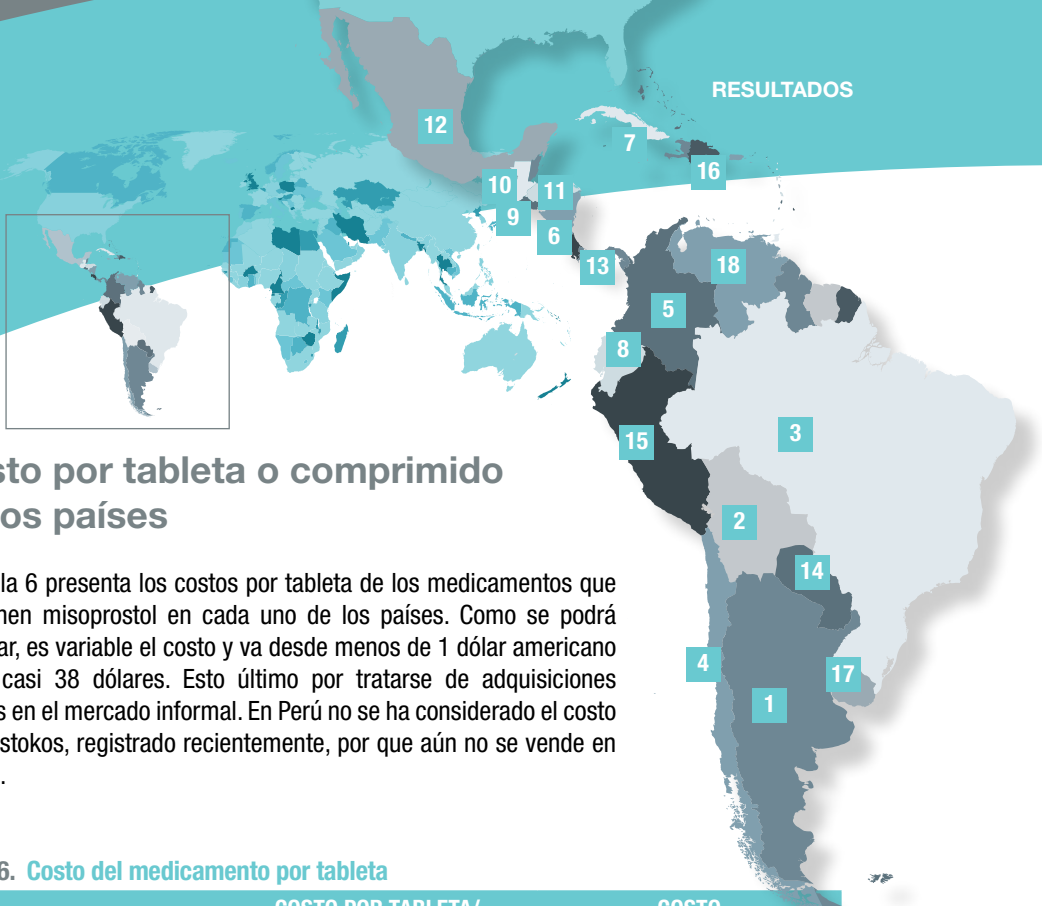 RESULTADOS
12
7
16
10
11
9
6
13
18
5
8
15
3
2
14
4
17
1
sto por tableta o comprimido
os países
la 6 presenta los costos por tableta de los medicamentos que
nen misoprostol en cada uno de los países. Como se podrá
ar, es variable el costo y va desde menos de 1 dólar americano
casi 38 dólares. Esto último por tratarse de adquisiciones
s en el mercado informal. En Perú no se ha considerado el costo
stokos, registrado recientemente, por que aún no se vende en
.
6. Costo del medicamento por tableta
COSTO POR TABLETA/ COSTO